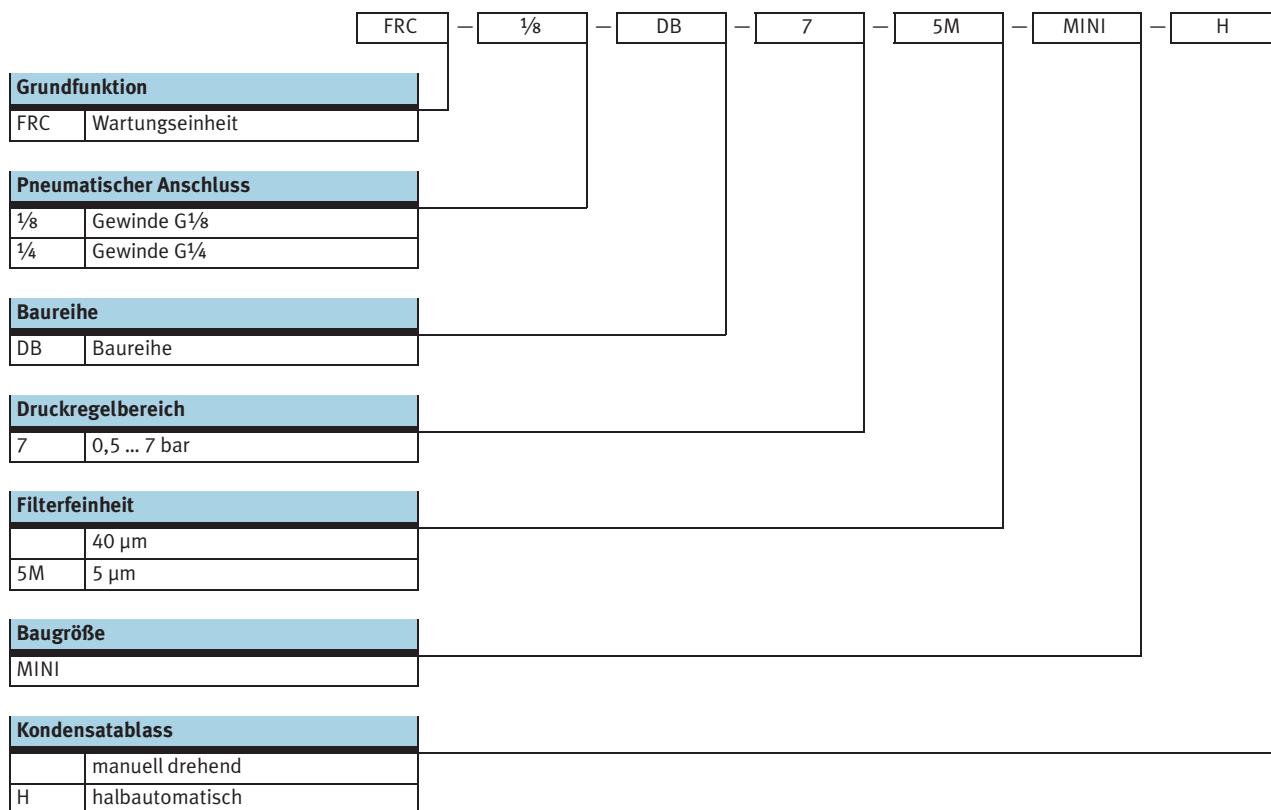 FRC — 1/8 — DB — 7 — 5M — MINI — H
Grundfunktion
FRC Wartungseinheit
Pneumatischer Anschluss
1/8 Gewinde G1/8
1/4 Gewinde G1/4
Baureihe
DB Baureihe
Druckregelbereich
7 0,5 ... 7 bar
Filterfeinheit
40 µm
5M 5 µm
Baugröße
MINI
Kondensatablass
manuell drehend
H halbautomatisch